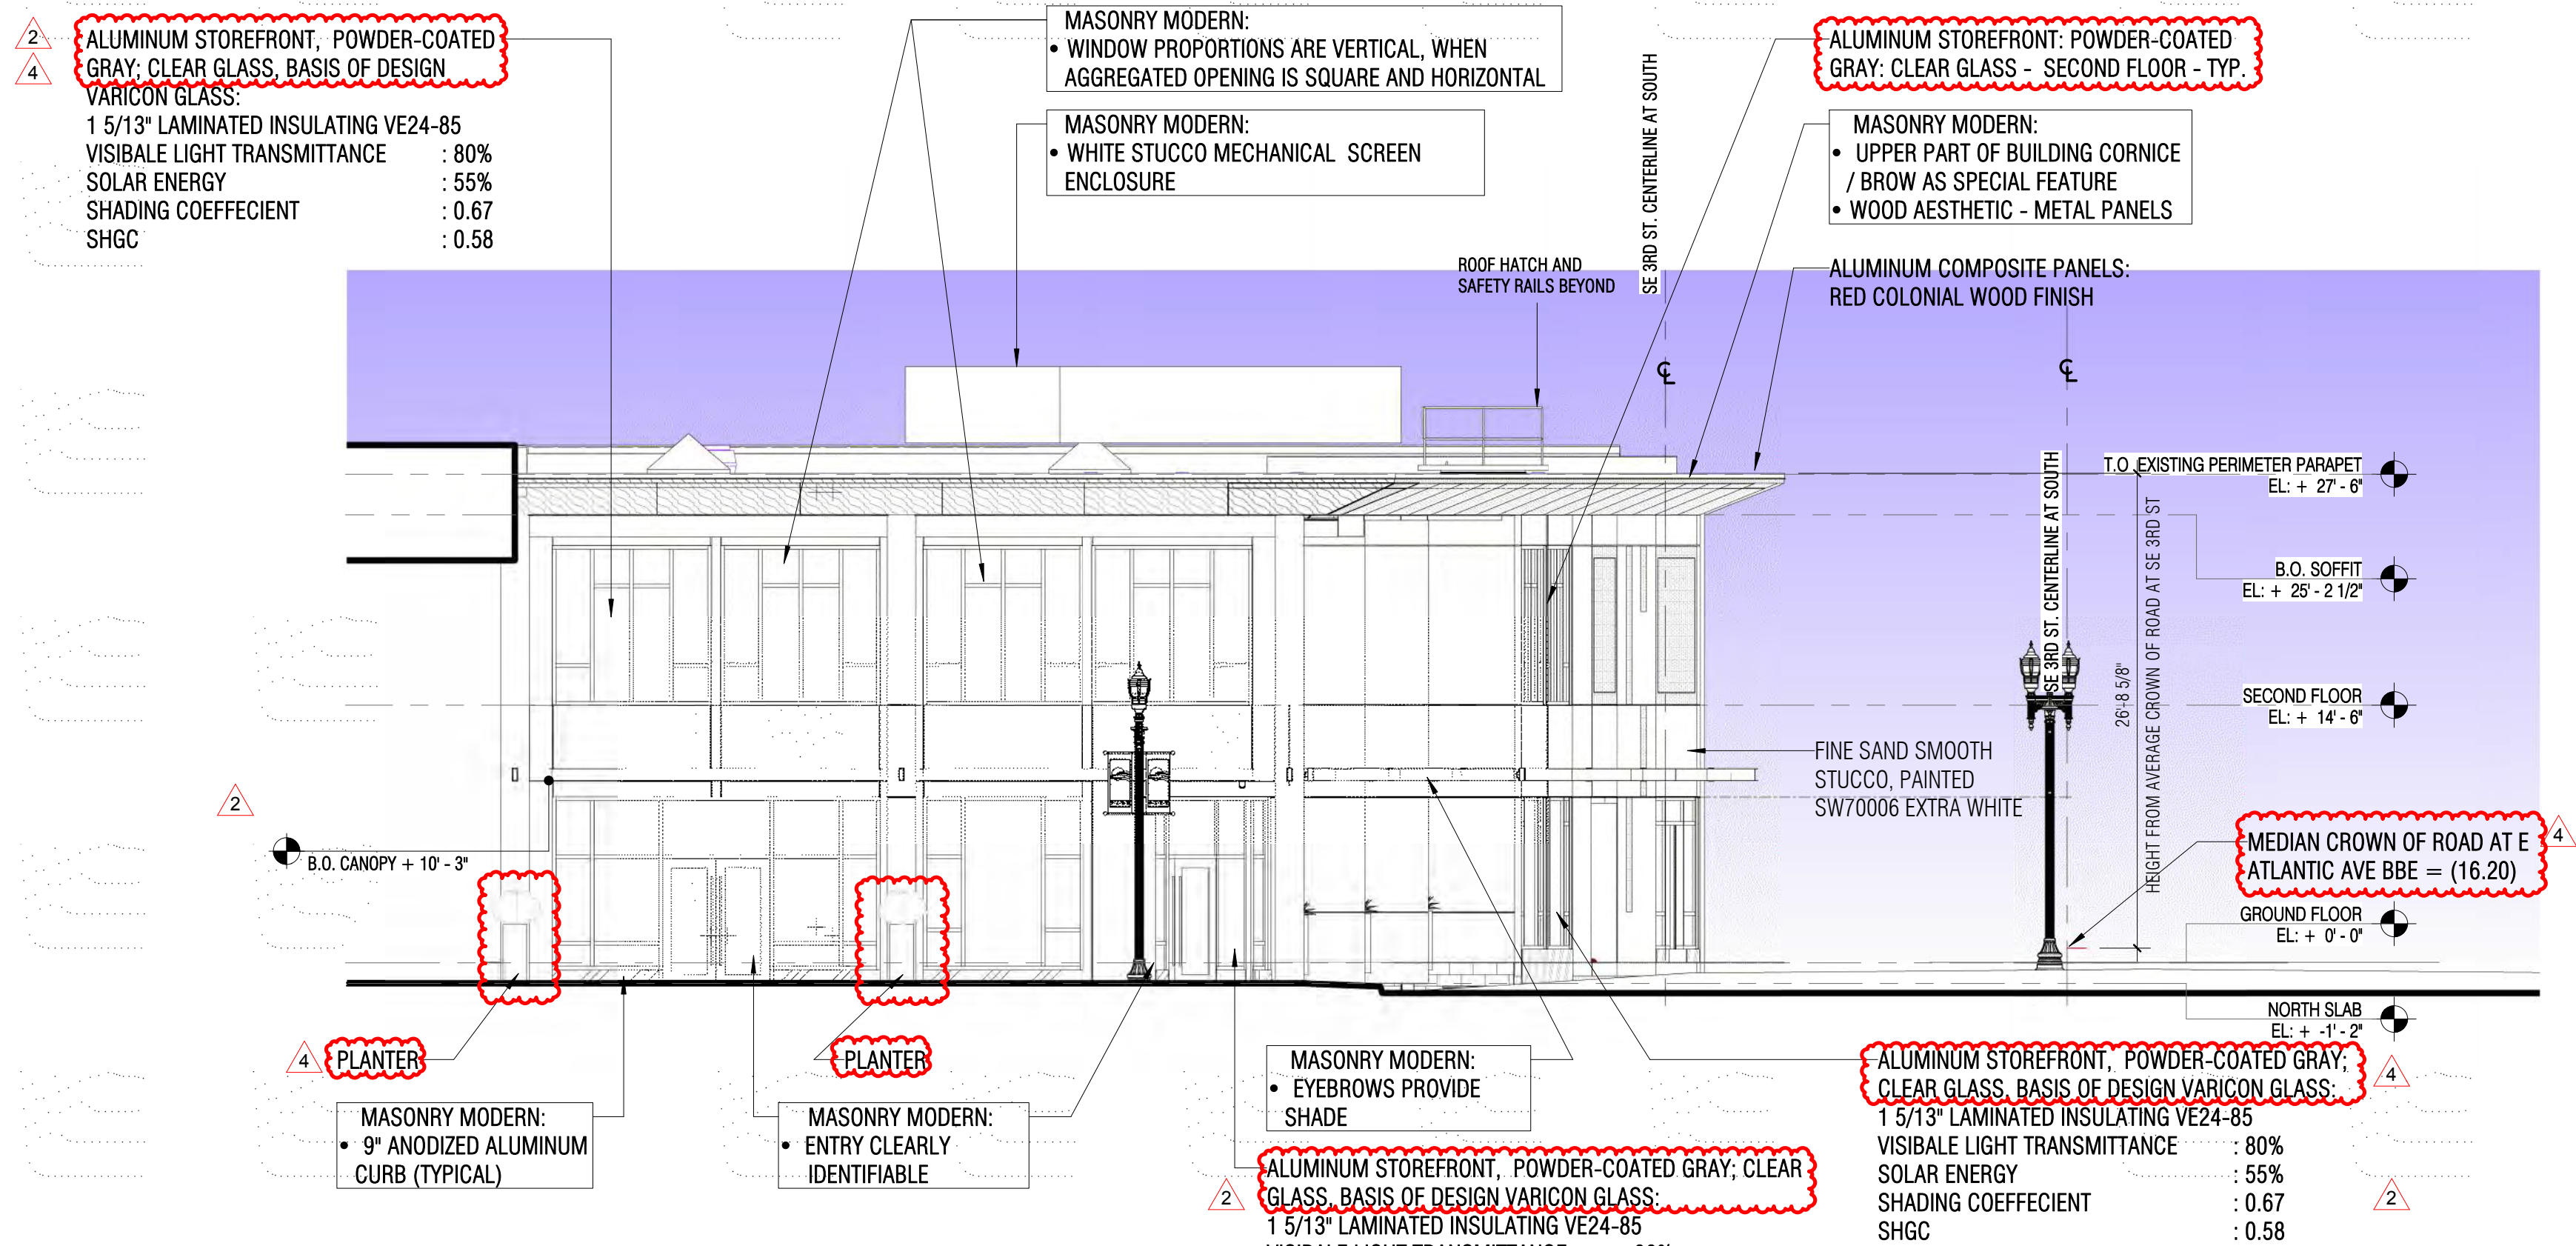 2
4
ALUMINUM STOREFRONT, POWDER-COATED
GRAY; CLEAR GLASS, BASIS OF DESIGN
VARICON GLASS:
1 5/13" LAMINATED INSULATING VE24-85
VISIBALE LIGHT TRANSMITTANCE : 80%
SOLAR ENERGY : 55%
SHADING COEFFECIENT : 0.67
SHGC : 0.58
MASONRY MODERN:
• WINDOW PROPORTIONS ARE VERTICAL, WHEN
AGGREGATED OPENING IS SQUARE AND HORIZONTAL
MASONRY MODERN:
• WHITE STUCCO MECHANICAL SCREEN
ENCLOSURE
ROOF HATCH AND
SAFETY RAILS BEYOND
SE 3RD ST. CENTERLINE AT SOUTH
ALUMINUM STOREFRONT: POWDER-COATED
GRAY: CLEAR GLASS - SECOND FLOOR - TYP.
MASONRY MODERN:
• UPPER PART OF BUILDING CORNICE
/ BROW AS SPECIAL FEATURE
• WOOD AESTHETIC - METAL PANELS
ALUMINUM COMPOSITE PANELS:
RED COLONIAL WOOD FINISH
℄
℄
SE 3RD ST. CENTERLINE AT SOUTH
T.O. EXISTING PERIMETER PARAPET
EL: + 27' - 6"
B.O. SOFFIT
EL: + 25' - 2 1/2"
26'-8 5/8"
HEIGHT FROM AVERAGE CROWN OF ROAD AT SE 3RD ST
SECOND FLOOR
EL: + 14' - 6"
FINE SAND SMOOTH
STUCCO, PAINTED
SW70006 EXTRA WHITE
2
B.O. CANOPY + 10' - 3"
MEDIAN CROWN OF ROAD AT E
ATLANTIC AVE BBE = (16.20)
4
GROUND FLOOR
EL: + 0' - 0"
NORTH SLAB
EL: + -1' - 2"
4
PLANTER
PLANTER
MASONRY MODERN:
• 9" ANODIZED ALUMINUM
CURB (TYPICAL)
MASONRY MODERN:
• ENTRY CLEARLY
IDENTIFIABLE
MASONRY MODERN:
• EYEBROWS PROVIDE
SHADE
2
ALUMINUM STOREFRONT, POWDER-COATED GRAY; CLEAR
GLASS, BASIS OF DESIGN VARICON GLASS:
1 5/13" LAMINATED INSULATING VE24-85
ALUMINUM STOREFRONT, POWDER-COATED GRAY;
CLEAR GLASS, BASIS OF DESIGN VARICON GLASS:
1 5/13" LAMINATED INSULATING VE24-85
VISIBALE LIGHT TRANSMITTANCE : 80%
SOLAR ENERGY : 55%
SHADING COEFFECIENT : 0.67
SHGC : 0.58
4
2